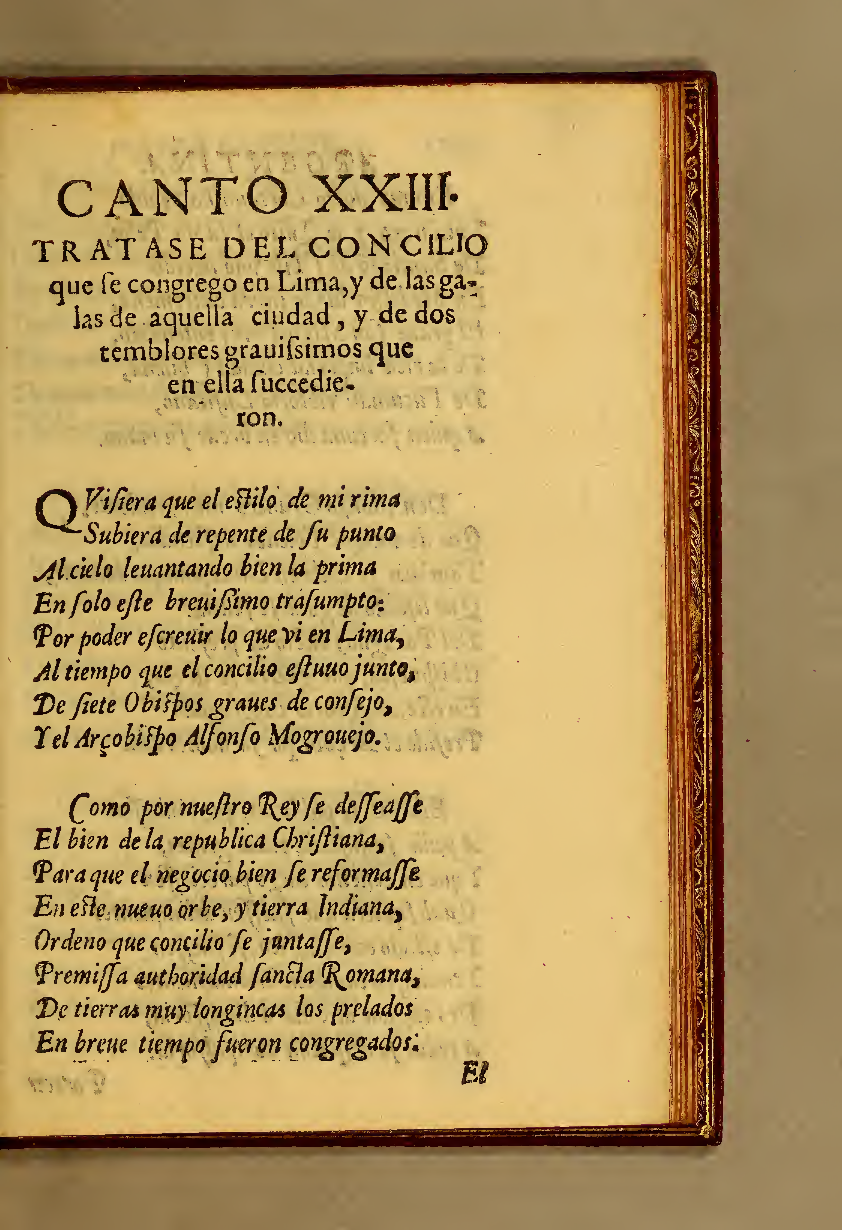 CANTO XXIII.
TRATASE DEL CONCILIO
que ſe congrego en Lima, y de las ga-
las de aquella ciudad, y de dos
temblores grauiſsimos que
en ella ſuccedie-
ron.
QViſiera que el eſtilo de mi rima
Subiera de repente de ſu punto
Al cielo leuantando bien la prima
En ſolo eſte breuiſſimo traſumpto:
Por poder eſcreuir lo que vi en Lima,
Al tiempo que el concilio eſtuuo junto,
De ſiete Obiſpos graues de conſejo,
Y el Arçobiſpo Alfonſo Mogrouejo.
Como por nueſtro Rey ſe deſſeaſſe
El bien de la republica Chriſtiana,
Para que el negocio bien ſe reformaſſe
En eſte nueuo orbe, y tierra Indiana,
Ordeno que concilio ſe juntaſſe,
Premiſſa authoridad ſancta Romana,
De tierras muy longincas los prelados
En breue tiempo fueron congregados:
El